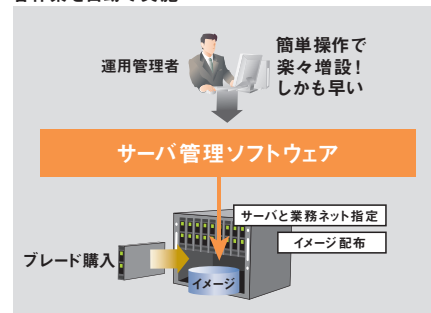 運用管理者
簡単操作で
楽々増設!
しかも早い
サーバ管理ソフトウェア
サーバと業務ネット指定
イメージ配布
ブレード購入
イメージ